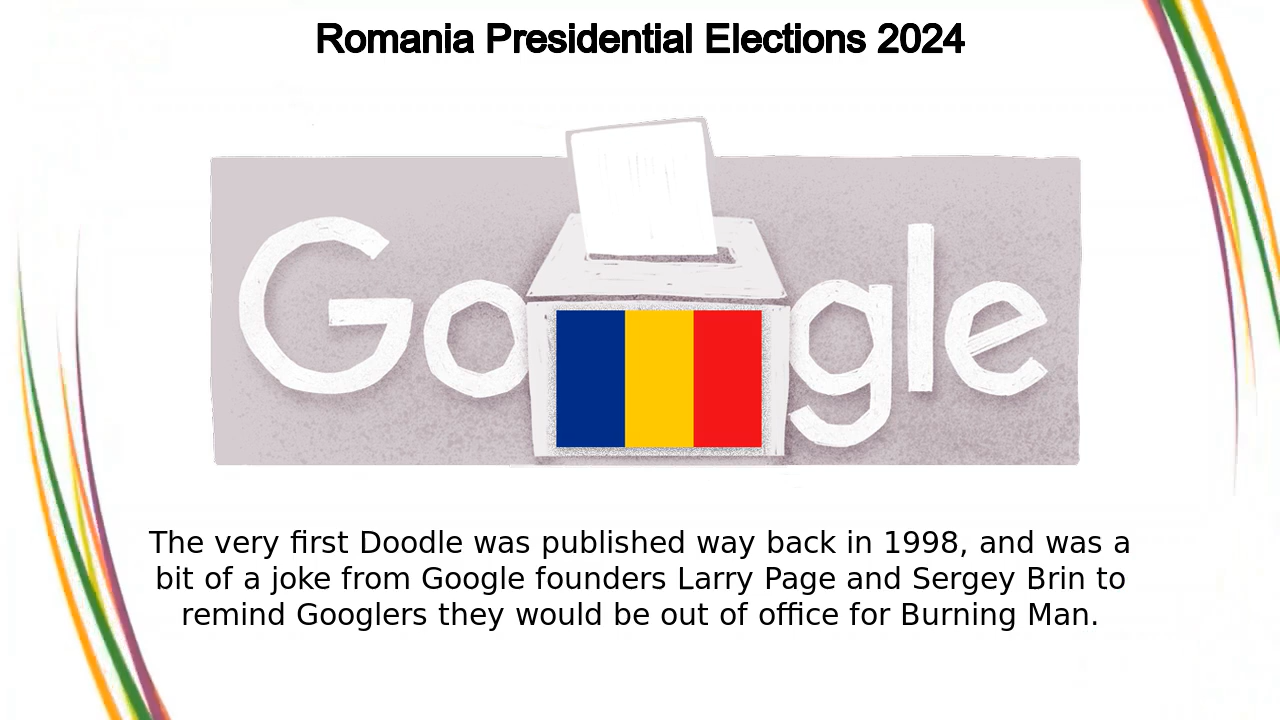 Romania Presidential Elections 2024
Google
The very first Doodle was published way back in 1998, and was a
bit of a joke from Google founders Larry Page and Sergey Brin to
remind Googlers they would be out of office for Burning Man.